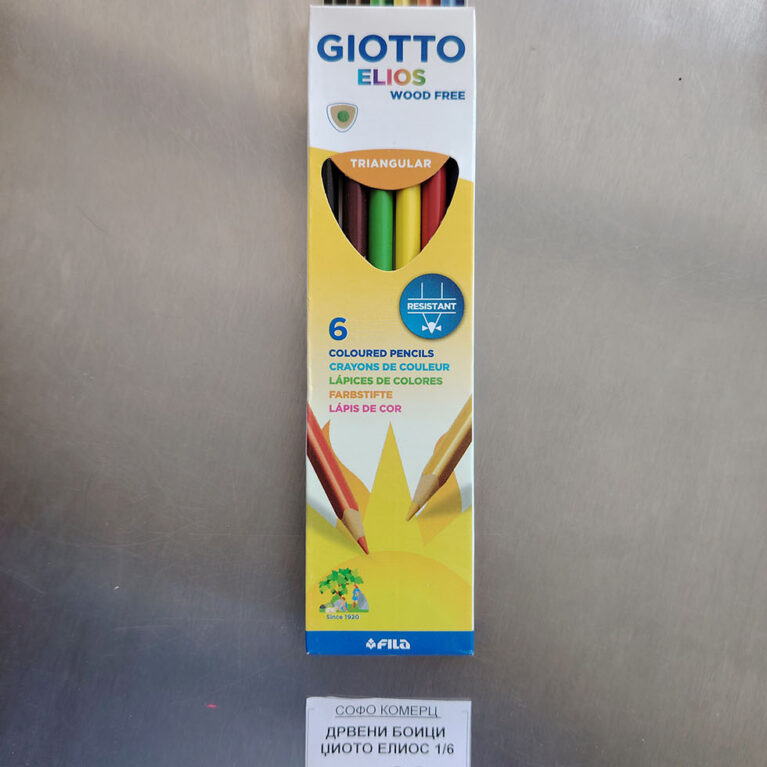 GIOTTO
ELIOS
WOOD FREE
TRIANGULAR
RESISTANT
6
COLOURED PENCILS
CRAYONS DE COULEUR
LÁPICES DE COLORES
FARBSTIFTE
LÁPIS DE COR
Since 1920
FILA
СОФО КОМЕРЦ
ДРВЕНИ БОИЦИ
ЏИОТО ЕЛИОС 1/6